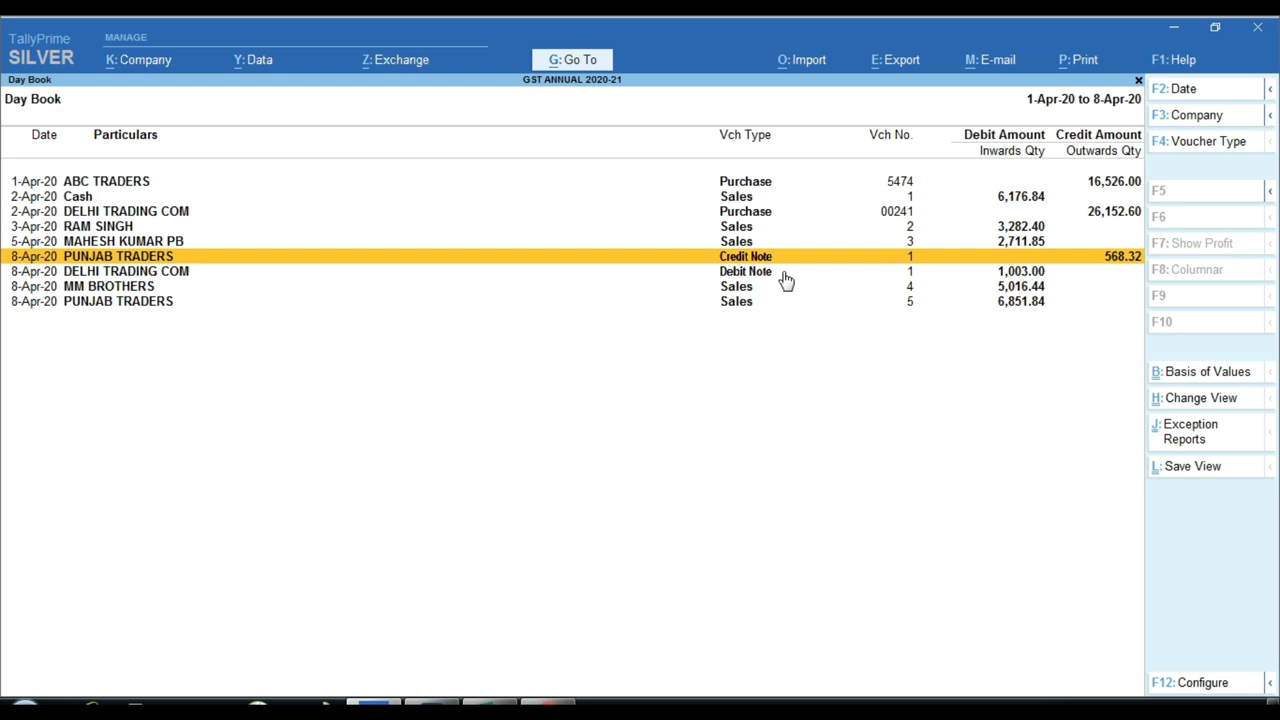 TallyPrime
SILVER
MANAGE
K: Company
Y: Data
Z: Exchange
G: Go To
O: Import
E: Export
M: E-mail
P: Print
F1: Help
Day Book
GST ANNUAL 2020-21
Day Book
1-Apr-20 to 8-Apr-20
Date Particulars Vch Type Vch No. Debit Amount Credit Amount
Inwards Qty Outwards Qty
1-Apr-20 ABC TRADERS Purchase 5474 16,526.00
2-Apr-20 Cash Sales 1 6,176.84
2-Apr-20 DELHI TRADING COM Purchase 00241 26,152.60
3-Apr-20 RAM SINGH Sales 2 3,282.40
5-Apr-20 MAHESH KUMAR PB Sales 3 2,711.85
8-Apr-20 PUNJAB TRADERS Credit Note 1 568.32
8-Apr-20 DELHI TRADING COM Debit Note 1 1,003.00
8-Apr-20 MM BROTHERS Sales 4 5,016.44
8-Apr-20 PUNJAB TRADERS Sales 5 6,851.84
F2: Date
F3: Company
F4: Voucher Type
F5
F6
F7: Show Profit
F8: Columnar
F9
F10
B: Basis of Values
H: Change View
J: Exception
Reports
L: Save View
F12: Configure